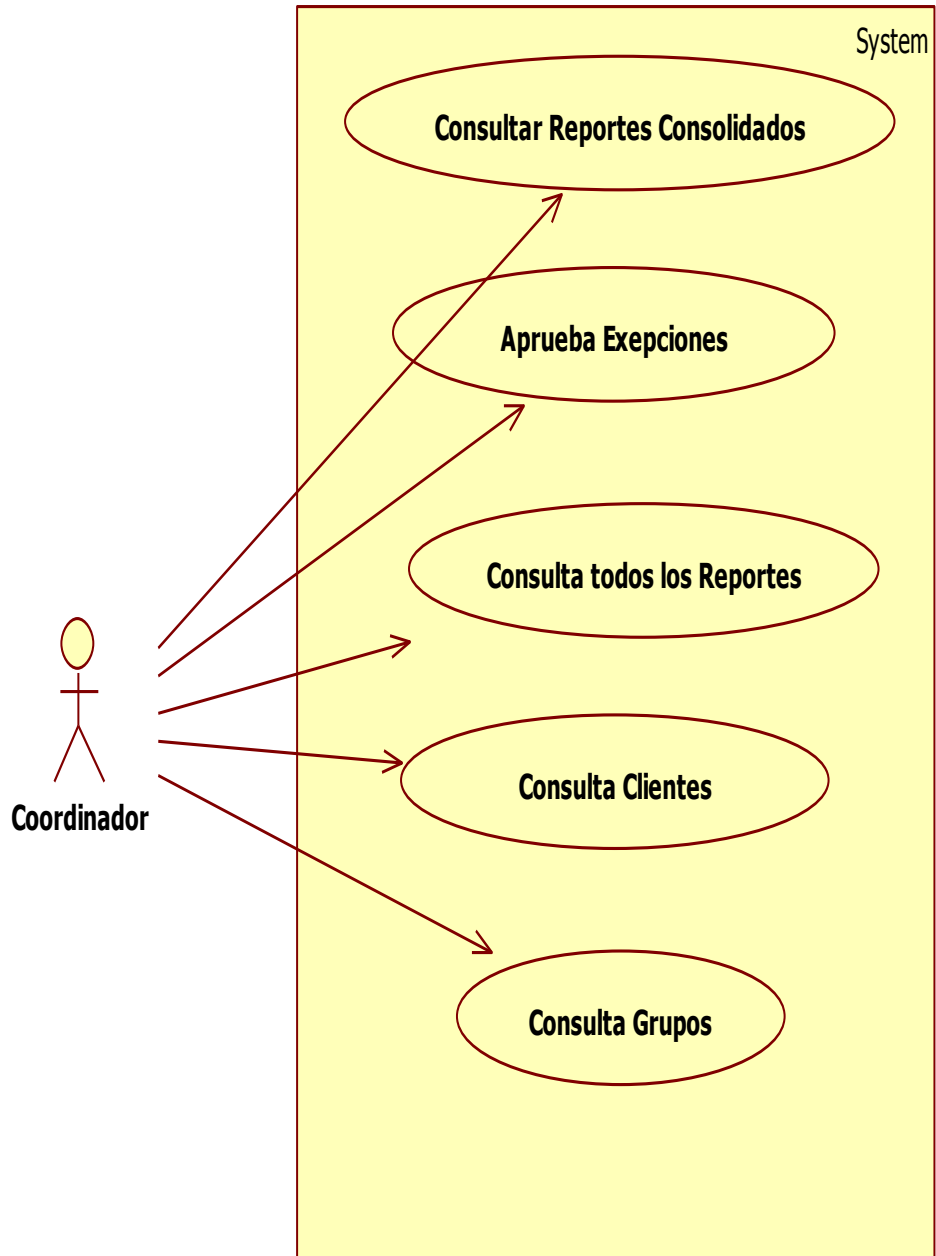 System
Consultar Reportes Consolidados
Aprueba Exepciones
Consulta todos los Reportes
Consulta Clientes
Coordinador
Consulta Grupos